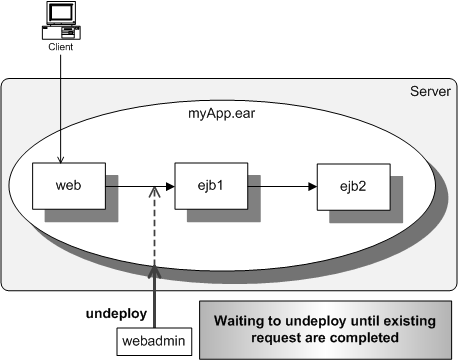 Client
Server
myApp.ear
web
ejb1
ejb2
undeploy
webadmin
Waiting to undeploy until existing
request are completed